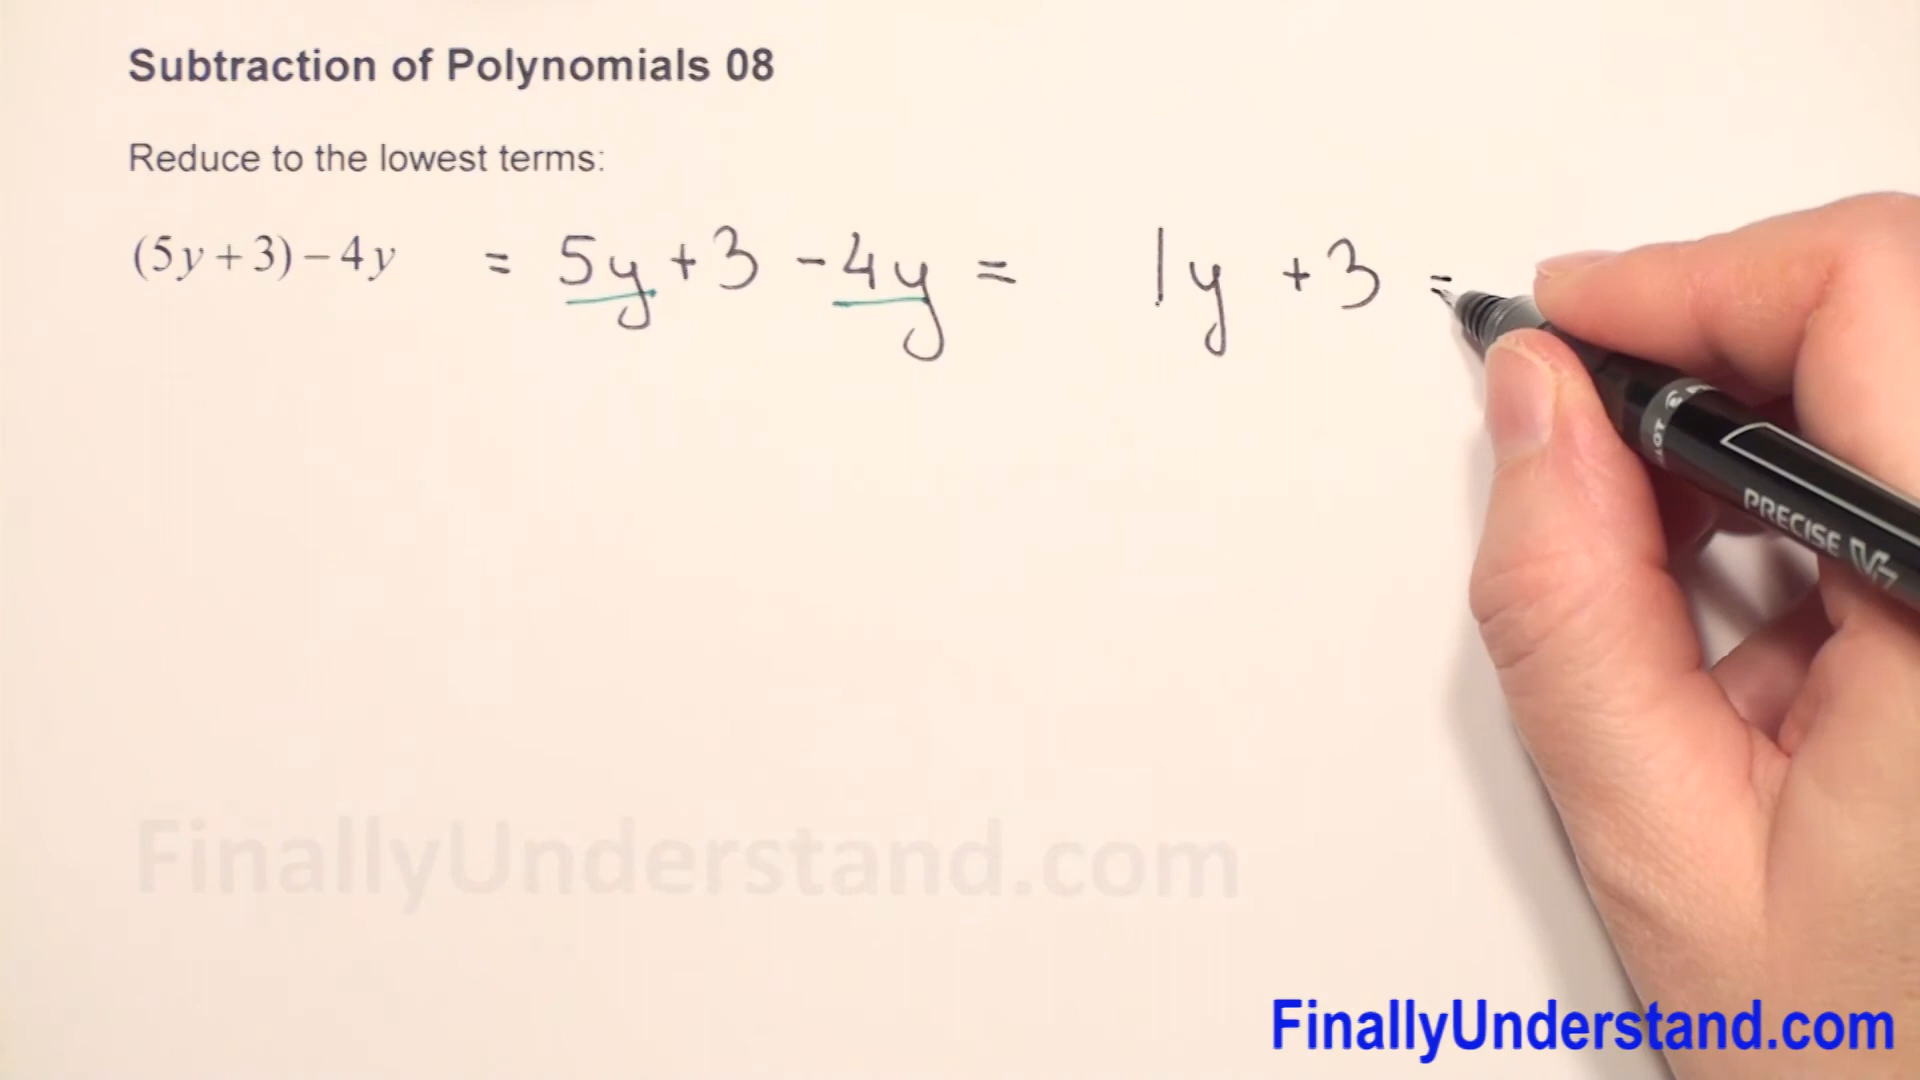 Subtraction of Polynomials 08
Reduce to the lowest terms:
(5y+3)−4y = 5y+3 -4y = 1y +3 =
PRECISE V7
FinallyUnderstand.com
FinallyUnderstand.com